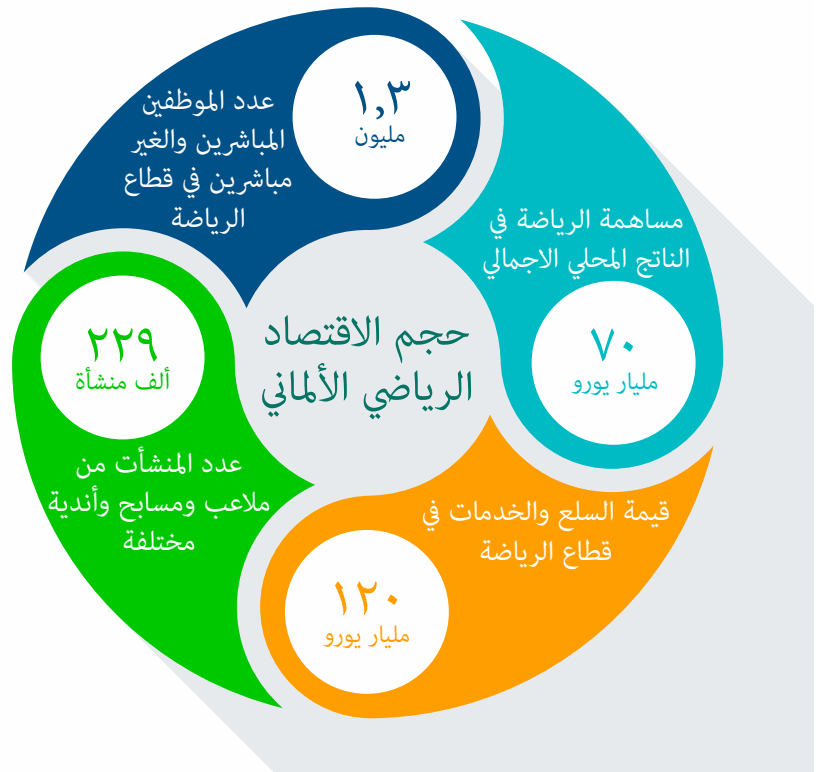 حجم الاقتصاد
الرياضي الألماني
١,٣
مليون
عدد الموظفين
المباشرين والغير
مباشرين في قطاع
الرياضة
مساهمة الرياضة في
الناتج المحلي الاجمالي
٧٠
مليار يورو
قيمة السلع والخدمات في
قطاع الرياضة
١٢٠
مليار يورو
٢٢٩
ألف منشأة
عدد المنشأت من
ملاعب ومسابح وأندية
مختلفة